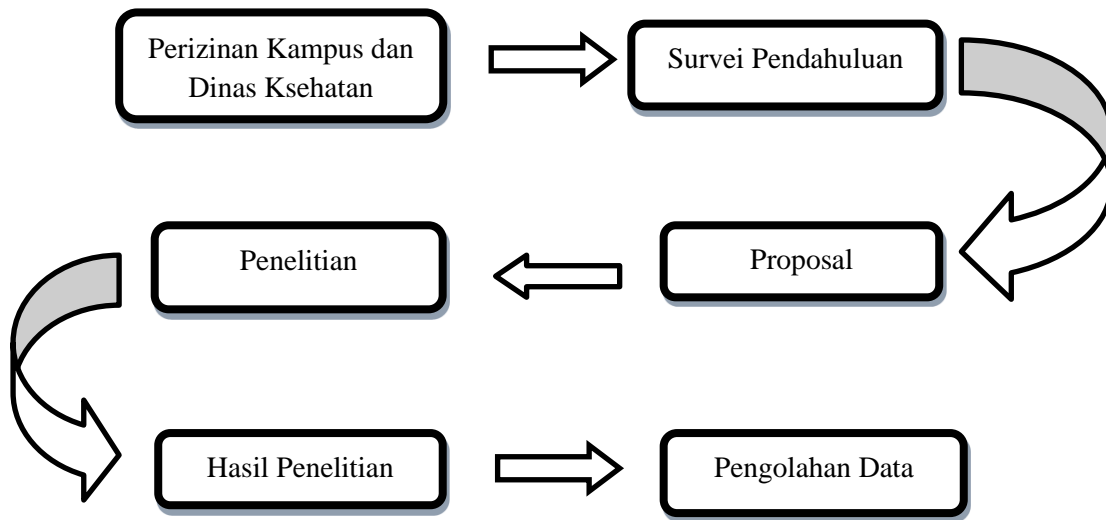 Perizinan Kampus dan
Dinas Ksehatan
Survei Pendahuluan
Proposal
Penelitian
Hasil Penelitian
Pengolahan Data